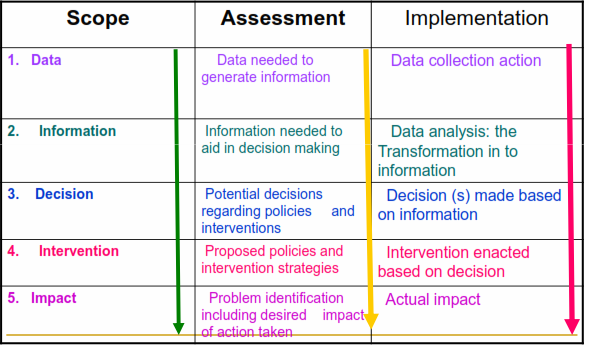 Scope Assessment Implementation
1. Data
Data needed to
generate information
Data collection action
2. Information
Information needed to
aid in decision making
Data analysis: the
Transformation in to
information
3. Decision
Potential decisions
regarding policies and
interventions
Decision (s) made based
on information
4. Intervention
Proposed policies and
intervention strategies
Intervention enacted
based on decision
5. Impact
Problem identification
including desired impact
of action taken
Actual impact